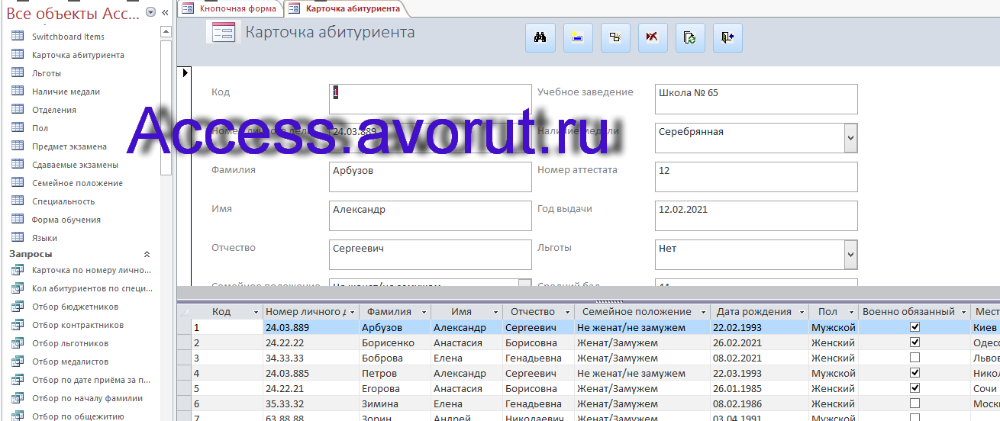 Все объекты Acc...
«
Кнопочная форма
Карточка абитуриента
Switchboard Items
Карточка абитуриента
Льготы
Наличие медали
Отделения
Пол
Предмет экзамена
Сдаваемые экзамены
Семейное положение
Специальность
Форма обучения
Языки
Запросы
Карточка по номеру лично...
Кол абитуриентов по специ...
Отбор бюджетников
Отбор контрактников
Отбор льготников
Отбор медалистов
Отбор по дате приёма за п...
Отбор по началу фамилии
Отбор по общежитию
Карточка абитуриента
Код 1 Учебное заведение Школа № 65
Номер личного дела 24.03.889 Наличие медали Серебрянная
Access.avorut.ru
Фамилия Арбузов Номер аттестата 12
Имя Александр Год выдачи 12.02.2021
Отчество Сергеевич Льготы Нет
Семейное положение Не женат/не замужем Средний бал 44
Код Номер личного д Фамилия Имя Отчество Семейное положение Дата рождения Пол Военно обязанный Мест
1 24.03.889 Арбузов Александр Сергеевич Не женат/не замужем 22.02.1993 Мужской Киев
2 24.22.22 Борисенко Анастасия Борисовна Женат/Замужем 26.02.2021 Женский Одесс
3 34.33.33 Боброва Елена Генадьевна Женат/Замужем 08.02.2021 Женский Львов
4 24.03.885 Петров Александр Сергеевич Не женат/не замужем 22.03.1993 Мужской Никол
5 24.22.21 Егорова Анастасия Борисовна Женат/Замужем 26.01.1985 Женский Сочи
6 35.33.32 Зимина Елена Генадьевна Женат/Замужем 08.02.1986 Женский Москв
7 63.88.88 Зорин Андрей Николаевич Женат/Замужем 03.04.1991 Мужской